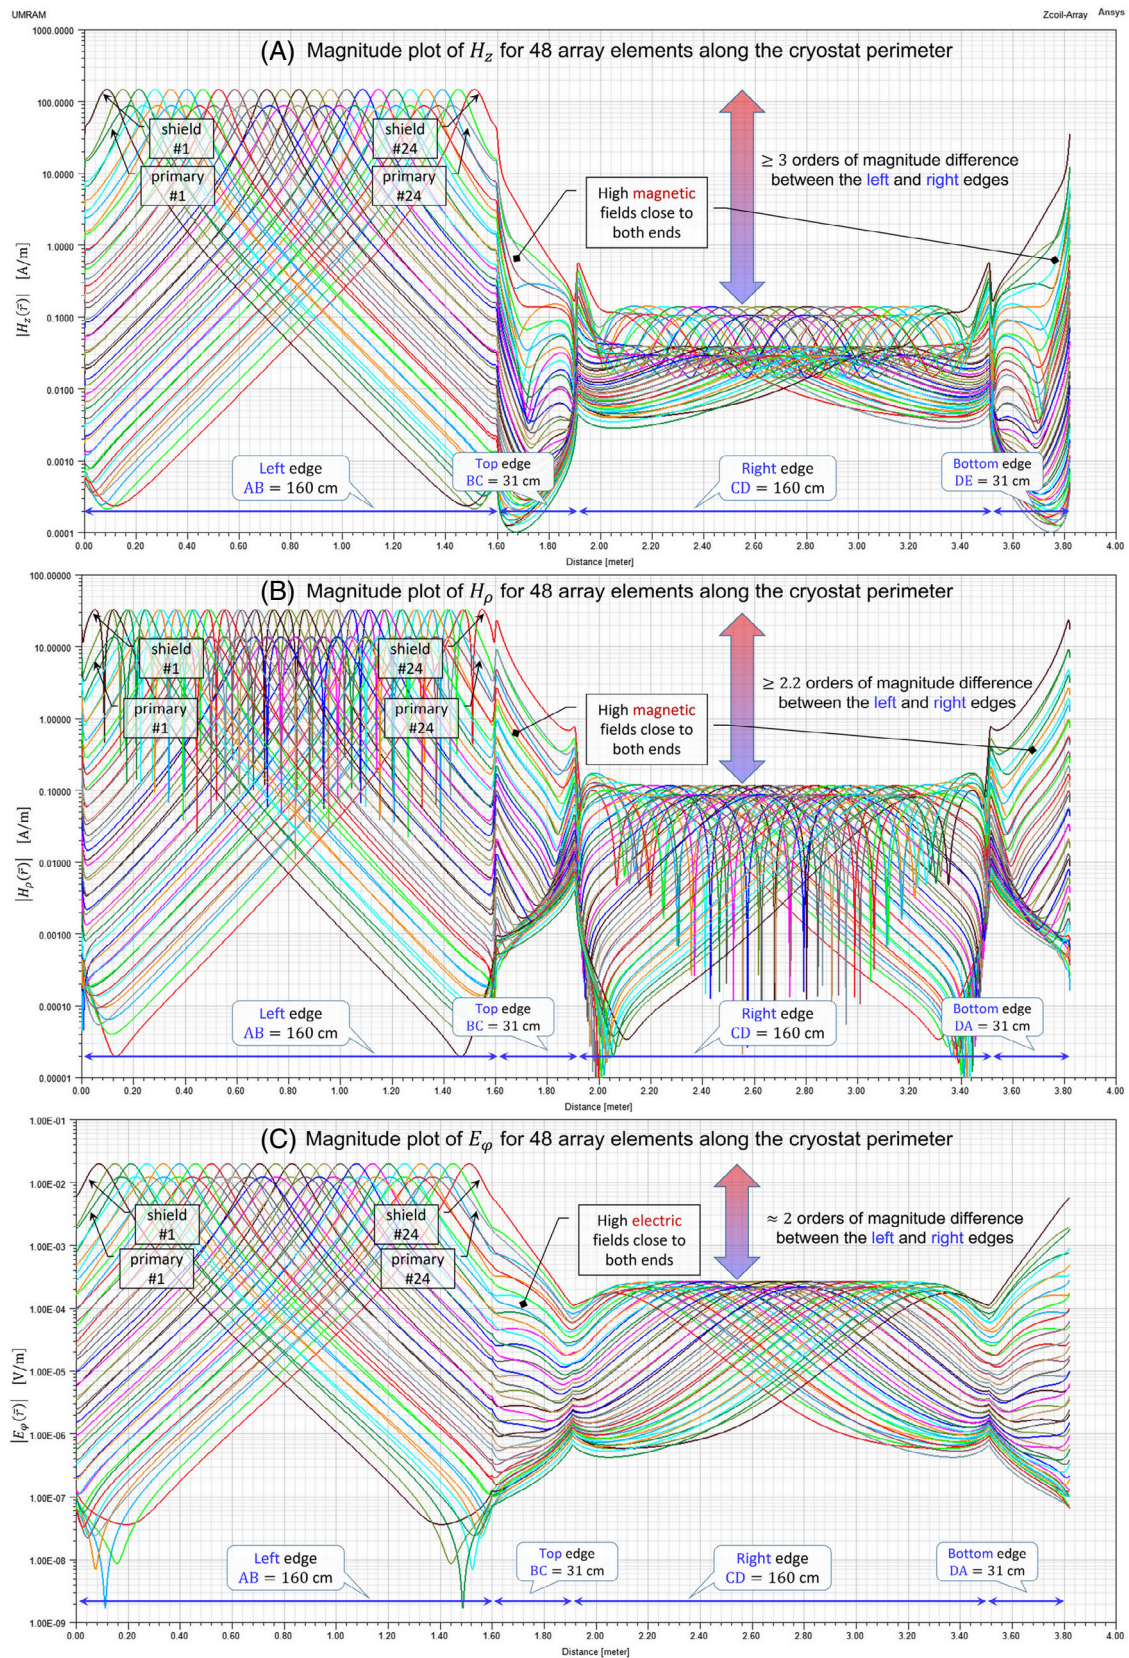 UMRAM
Zcoil-Array Ansys
(A) Magnitude plot of H_z for 48 array elements along the cryostat perimeter
1000.0000
100.0000
10.0000
1.0000
0.1000
0.0100
0.0010
0.0001
|H_z(r̄)| [A/m]
shield
#1
primary
#1
shield
#24
primary
#24
High magnetic
fields close to
both ends
≥ 3 orders of magnitude difference
between the left and right edges
Left edge
AB = 160 cm
Top edge
BC = 31 cm
Right edge
CD = 160 cm
Bottom edge
DE = 31 cm
0.00 0.20 0.40 0.60 0.80 1.00 1.20 1.40 1.60 1.80 2.00 2.20 2.40 2.60 2.80 3.00 3.20 3.40 3.60 3.80 4.00
Distance [meter]
(B) Magnitude plot of H_ρ for 48 array elements along the cryostat perimeter
100.00000
10.00000
1.00000
0.10000
0.01000
0.00100
0.00010
0.00001
|H_ρ(r̄)| [A/m]
shield
#1
primary
#1
shield
#24
primary
#24
High magnetic
fields close to
both ends
≥ 2.2 orders of magnitude difference
between the left and right edges
Left edge
AB = 160 cm
Top edge
BC = 31 cm
Right edge
CD = 160 cm
Bottom edge
DA = 31 cm
0.00 0.20 0.40 0.60 0.80 1.00 1.20 1.40 1.60 1.80 2.00 2.20 2.40 2.60 2.80 3.00 3.20 3.40 3.60 3.80 4.00
Distance [meter]
(C) Magnitude plot of E_φ for 48 array elements along the cryostat perimeter
1.00E-01
1.00E-02
1.00E-03
1.00E-04
1.00E-05
1.00E-06
1.00E-07
1.00E-08
1.00E-09
|E_φ(r̄)| [V/m]
shield
#1
primary
#1
shield
#24
primary
#24
High electric
fields close to
both ends
≈ 2 orders of magnitude difference
between the left and right edges
Left edge
AB = 160 cm
Top edge
BC = 31 cm
Right edge
CD = 160 cm
Bottom edge
DA = 31 cm
0.00 0.20 0.40 0.60 0.80 1.00 1.20 1.40 1.60 1.80 2.00 2.20 2.40 2.60 2.80 3.00 3.20 3.40 3.60 3.80 4.00
Distance [meter]